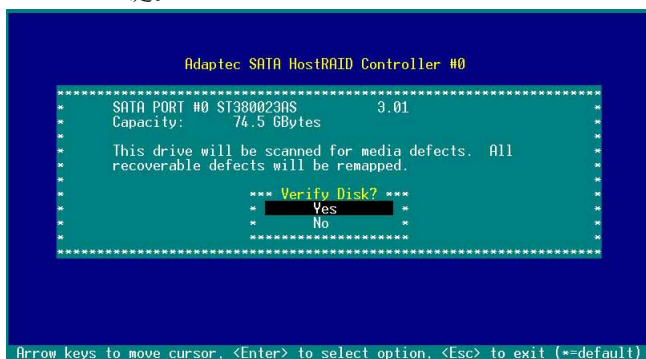 Adaptec SATA HostRAID Controller #0
SATA PORT #0 ST380023AS 3.01
Capacity: 74.5 GBytes
This drive will be scanned for media defects. All
recoverable defects will be remapped.
*** Verify Disk? ***
Yes
No
Arrow keys to move cursor, <Enter> to select option, <Esc> to exit (*=default)